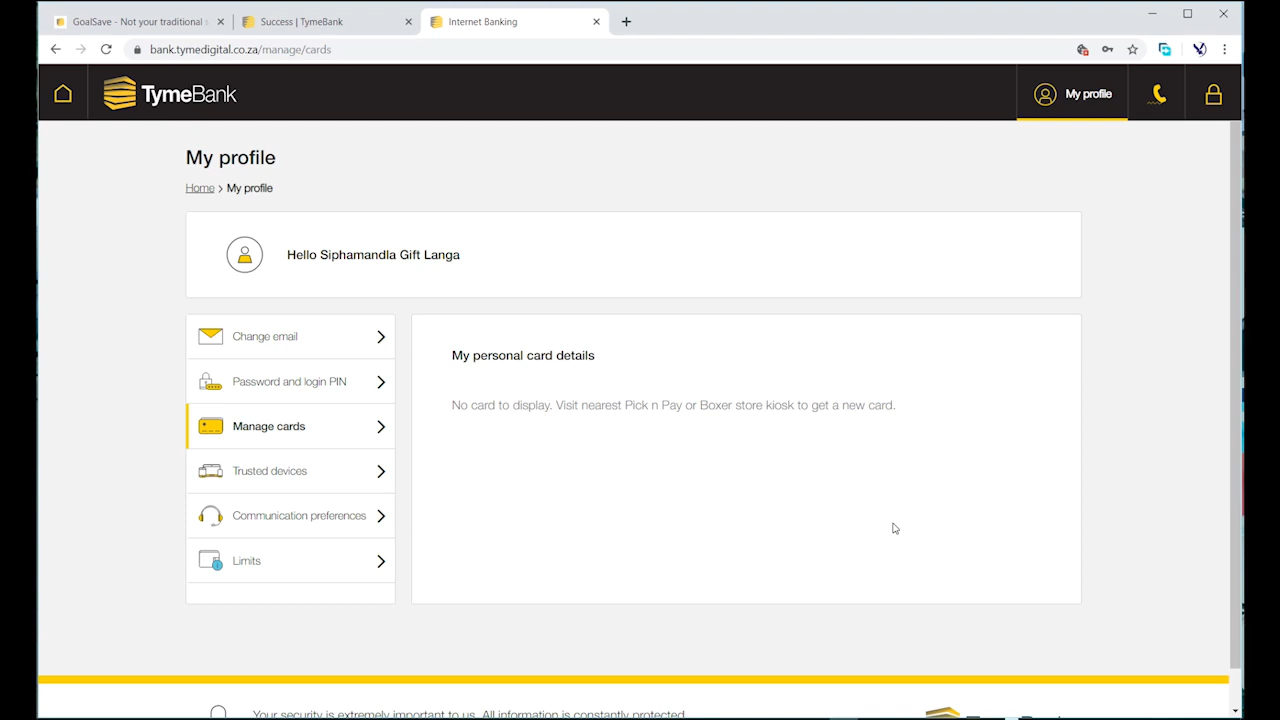 GoalSave - Not your traditional s
Success | TymeBank
Internet Banking
bank.tymedigital.co.za/manage/cards
TymeBank
My profile
My profile
Home > My profile
Hello Siphamandla Gift Langa
Change email
Password and login PIN
Manage cards
Trusted devices
Communication preferences
Limits
My personal card details
No card to display. Visit nearest Pick n Pay or Boxer store kiosk to get a new card.
Your security is extremely important to us. All information is constantly protected